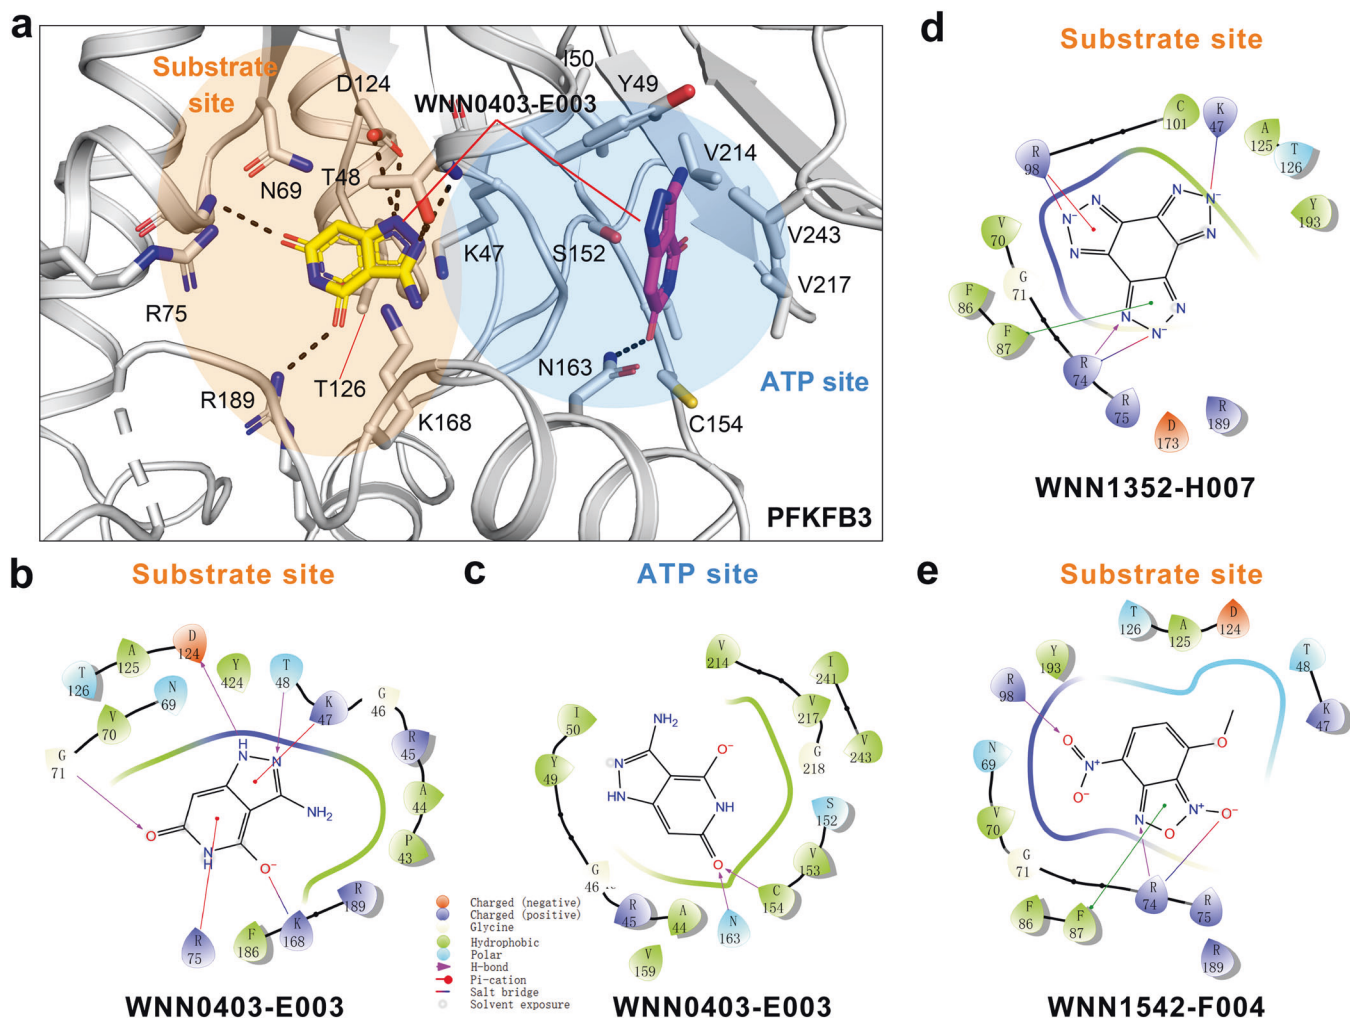 a
Substrate
site
D124
I50
Y49
WNN0403-E003
V214
N69
T48
K47
S152
V243
V217
R75
N163
ATP site
R189
T126
K168
C154
PFKFB3
b
Substrate site
D
124
A
125
Y
424
T
48
T
126
N
69
K
47
G
46
V
70
R
45
G
71
H
N
N
NH₂
A
44
O
N
H
O⁻
P
43
R
189
R
75
F
186
K
168
WNN0403-E003
Charged (negative)
Charged (positive)
Glycine
Hydrophobic
Polar
H-bond
Pi-cation
Salt bridge
Solvent exposure
c
ATP site
V
214
I
241
I
50
NH₂
O⁻
V
217
Y
49
N
G
218
V
243
N
H
NH
S
152
O
V
153
G
46
C
154
R
45
A
44
N
163
V
159
WNN0403-E003
d
Substrate site
C
101
K
47
A
125
T
126
R
98
N⁻
N
N
N
N⁻
N
Y
193
V
70
G
71
N
N
N⁻
F
86
F
87
R
74
R
75
D
173
R
189
WNN1352-H007
e
Substrate site
T
126
A
125
D
124
Y
193
T
48
R
98
K
47
O
N⁺
O⁻
O
N
69
N
O
N⁺
O⁻
V
70
G
71
R
74
R
75
F
86
F
87
R
189
WNN1542-F004